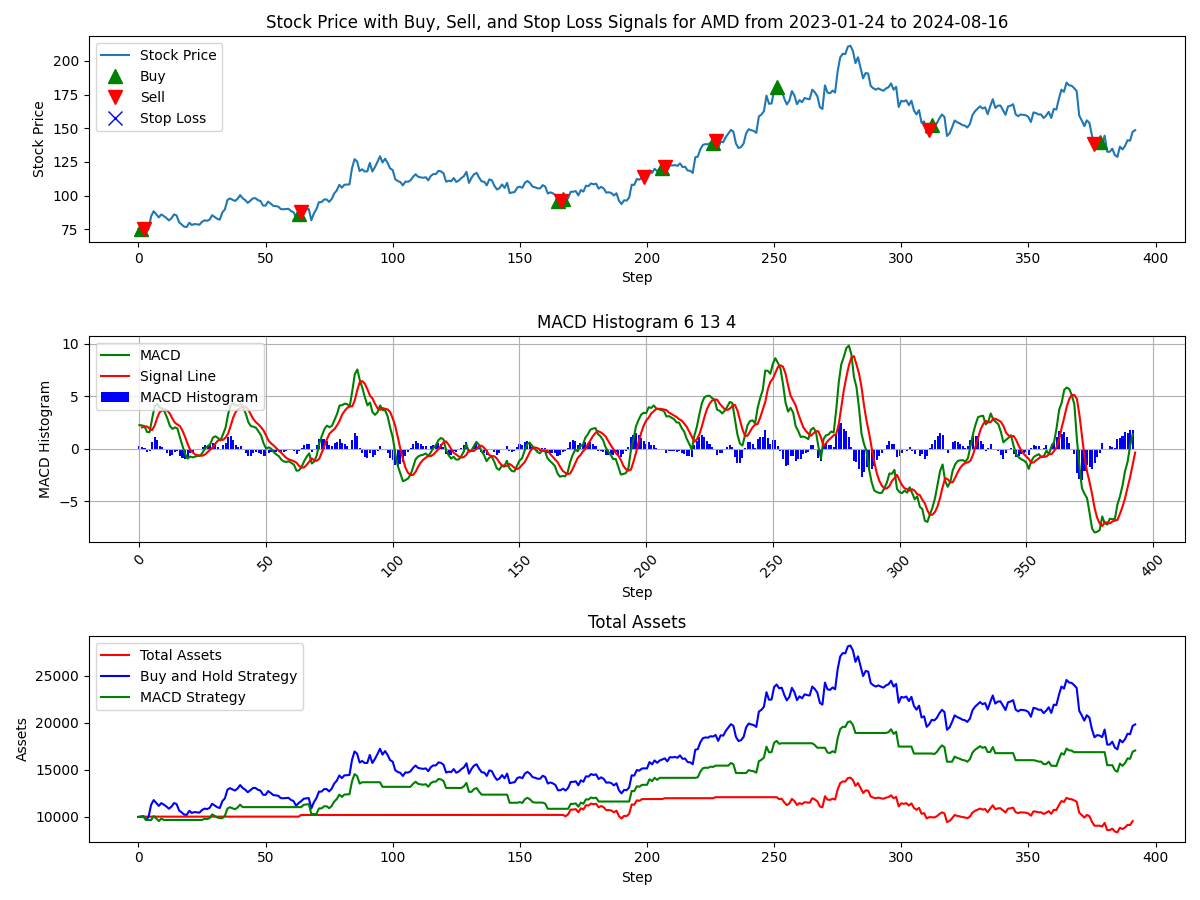 Stock Price with Buy, Sell, and Stop Loss Signals for AMD from 2023-01-24 to 2024-08-16
Stock Price
Buy
Sell
Stop Loss
Stock Price
200
175
150
125
100
75
0 50 100 150 200 250 300 350 400
Step
MACD Histogram 6 13 4
MACD
Signal Line
MACD Histogram
MACD Histogram
10
5
0
−5
0 50 100 150 200 250 300 350 400
Step
Total Assets
Total Assets
Buy and Hold Strategy
MACD Strategy
Assets
25000
20000
15000
10000
0 50 100 150 200 250 300 350 400
Step